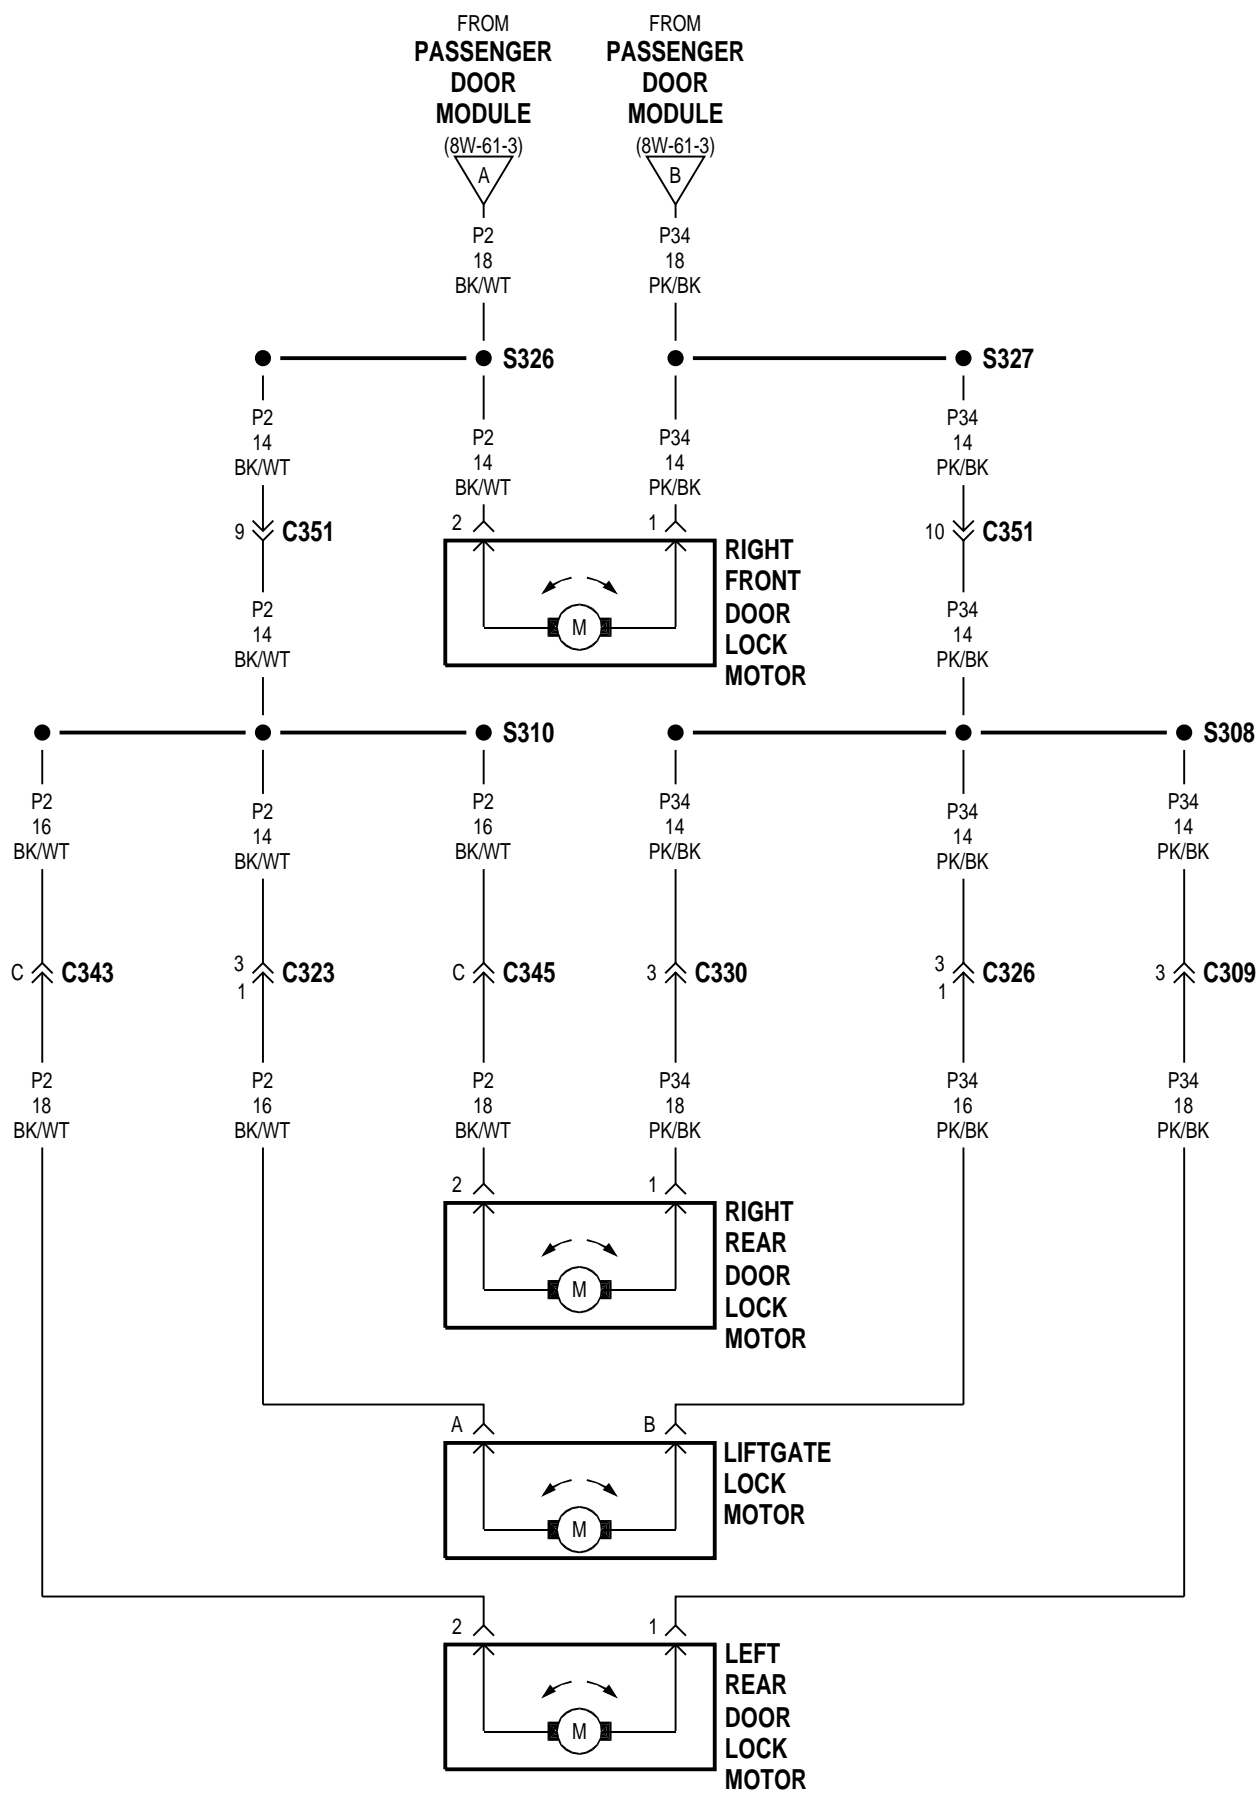 FROM
PASSENGER
DOOR
MODULE
(8W-61-3)
A
FROM
PASSENGER
DOOR
MODULE
(8W-61-3)
B
P2
18
BK/WT
P34
18
PK/BK
S326
S327
P2
14
BK/WT
P2
14
BK/WT
P34
14
PK/BK
P34
14
PK/BK
9
C351
2
1
10
C351
RIGHT
FRONT
DOOR
LOCK
MOTOR
M
P2
14
BK/WT
P34
14
PK/BK
S310
S308
P2
16
BK/WT
P2
14
BK/WT
P2
16
BK/WT
P34
14
PK/BK
P34
14
PK/BK
P34
14
PK/BK
C
C343
3
1
C323
C
C345
3
C330
3
1
C326
3
C309
P2
18
BK/WT
P2
16
BK/WT
P2
18
BK/WT
P34
18
PK/BK
P34
16
PK/BK
P34
18
PK/BK
2
1
RIGHT
REAR
DOOR
LOCK
MOTOR
M
A
B
LIFTGATE
LOCK
MOTOR
M
2
1
LEFT
REAR
DOOR
LOCK
MOTOR
M